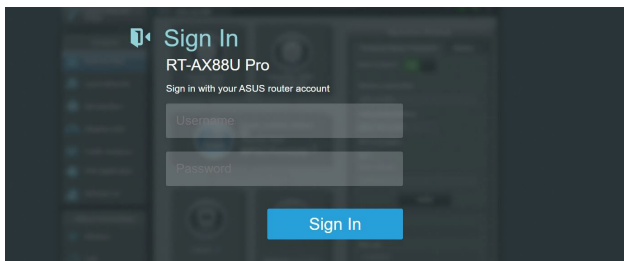 Sign In
RT-AX88U Pro
Sign in with your ASUS router account
Username
Password
Sign In